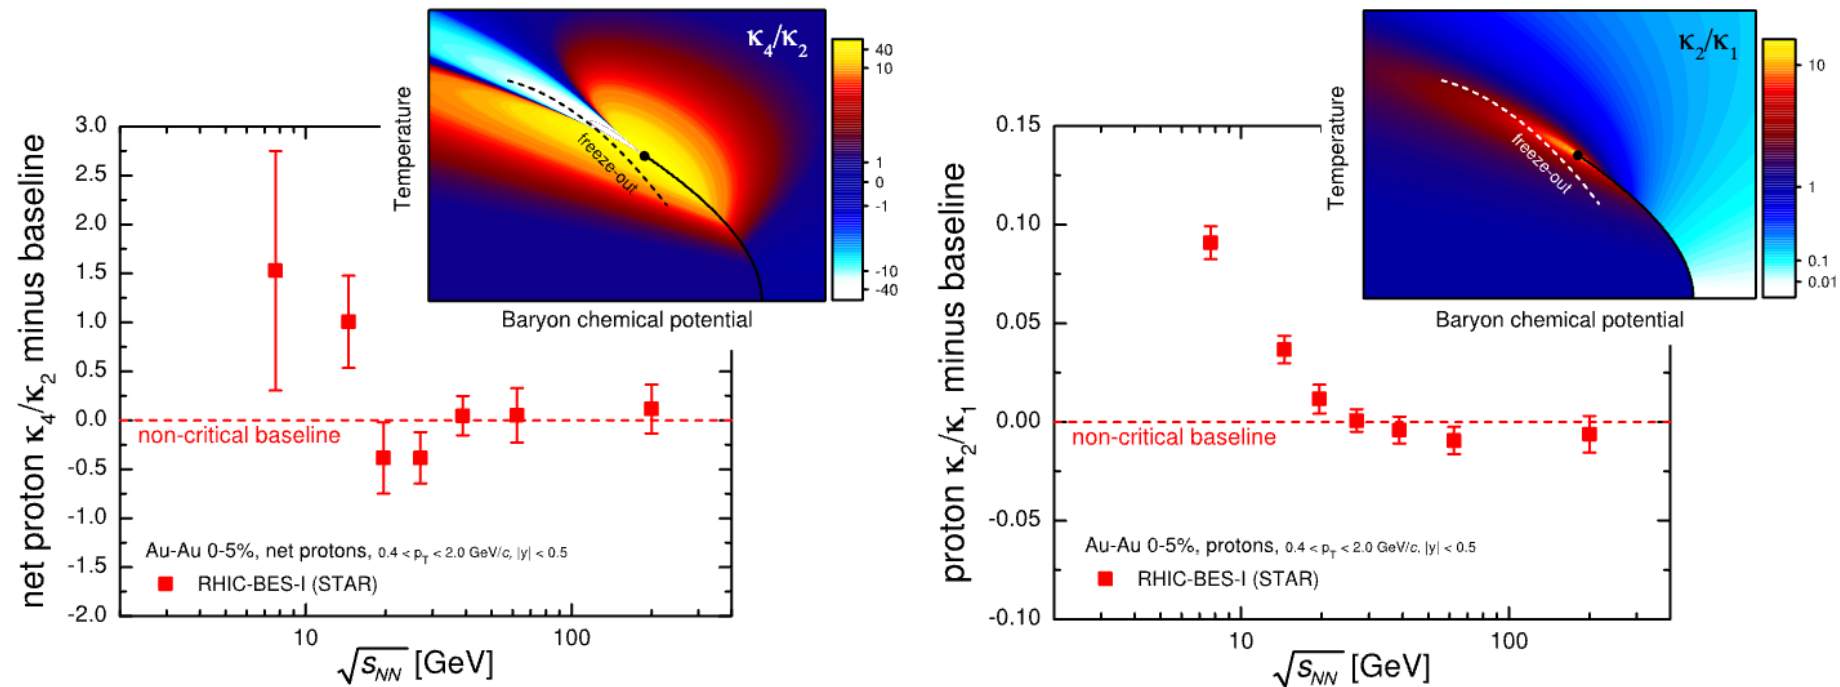 κ4/κ2
40
10
1
0
-1
-10
-40
Temperature
freeze-out
Baryon chemical potential
net proton κ4/κ2 minus baseline
3.0
2.5
2.0
1.5
1.0
0.5
0.0
-0.5
-1.0
-1.5
-2.0
non-critical baseline
Au-Au 0-5%, net protons, 0.4 < pT < 2.0 GeV/c, |y| < 0.5
RHIC-BES-I (STAR)
10
100
√sNN [GeV]
κ2/κ1
10
1
0.1
0.01
Temperature
freeze-out
Baryon chemical potential
proton κ2/κ1 minus baseline
0.15
0.10
0.05
0.00
-0.05
-0.10
non-critical baseline
Au-Au 0-5%, protons, 0.4 < pT < 2.0 GeV/c, |y| < 0.5
RHIC-BES-I (STAR)
10
100
√sNN [GeV]